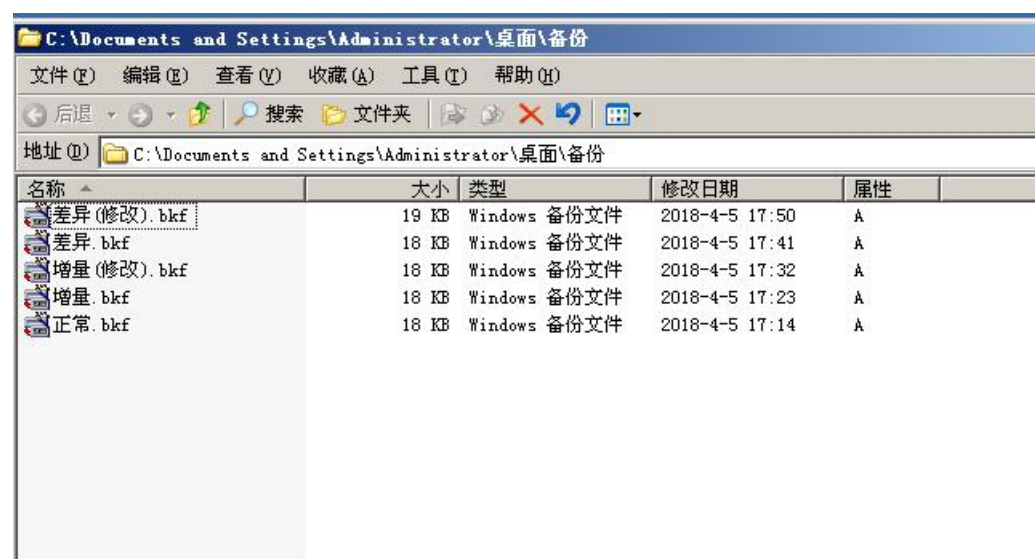 C:\Documents and Settings\Administrator\桌面\备份
文件(F) 编辑(E) 查看(V) 收藏(A) 工具(T) 帮助(H)
后退 搜索 文件夹
地址(D) C:\Documents and Settings\Administrator\桌面\备份
名称 大小 类型 修改日期 属性
差异(修改).bkf 19 KB Windows 备份文件 2018-4-5 17:50 A
差异.bkf 18 KB Windows 备份文件 2018-4-5 17:41 A
增量(修改).bkf 18 KB Windows 备份文件 2018-4-5 17:32 A
增量.bkf 18 KB Windows 备份文件 2018-4-5 17:23 A
正常.bkf 18 KB Windows 备份文件 2018-4-5 17:14 A